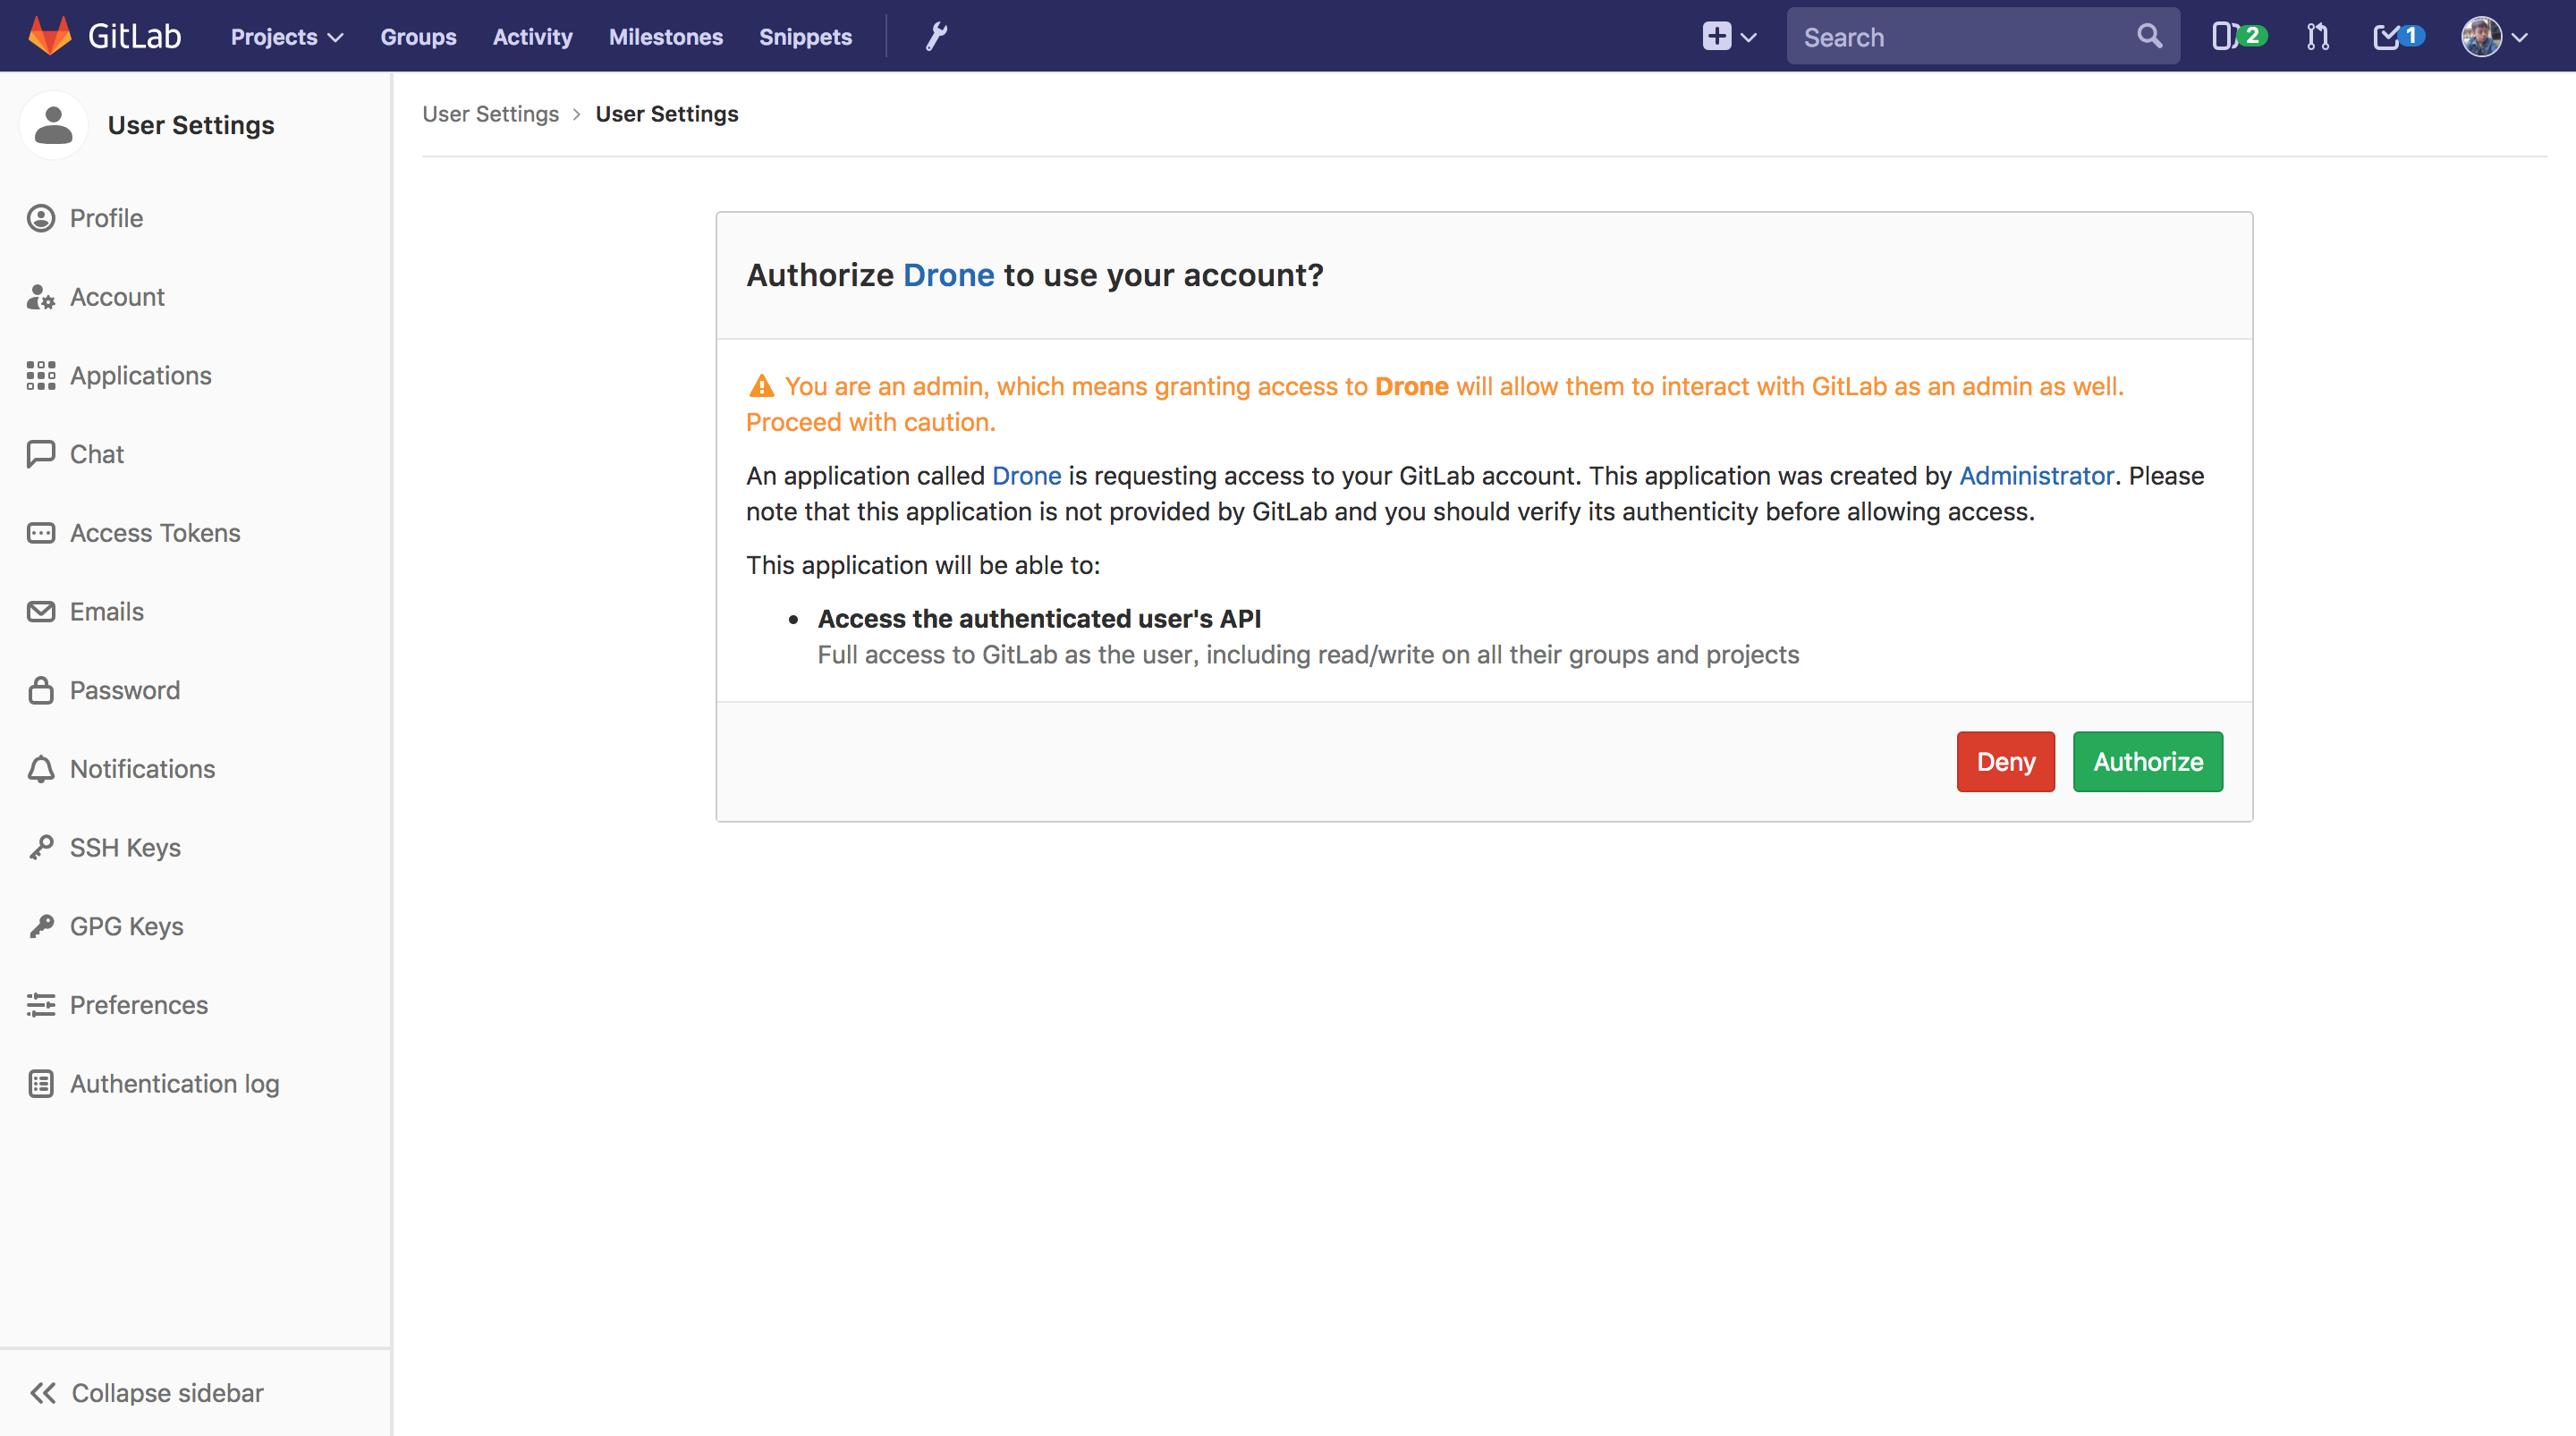 GitLab
Projects
Groups
Activity
Milestones
Snippets
Search
2
1
User Settings
Profile
Account
Applications
Chat
Access Tokens
Emails
Password
Notifications
SSH Keys
GPG Keys
Preferences
Authentication log
Collapse sidebar
User Settings > User Settings
Authorize Drone to use your account?
You are an admin, which means granting access to Drone will allow them to interact with GitLab as an admin as well.
Proceed with caution.
An application called Drone is requesting access to your GitLab account. This application was created by Administrator. Please
note that this application is not provided by GitLab and you should verify its authenticity before allowing access.
This application will be able to:
• Access the authenticated user's API
Full access to GitLab as the user, including read/write on all their groups and projects
Deny
Authorize